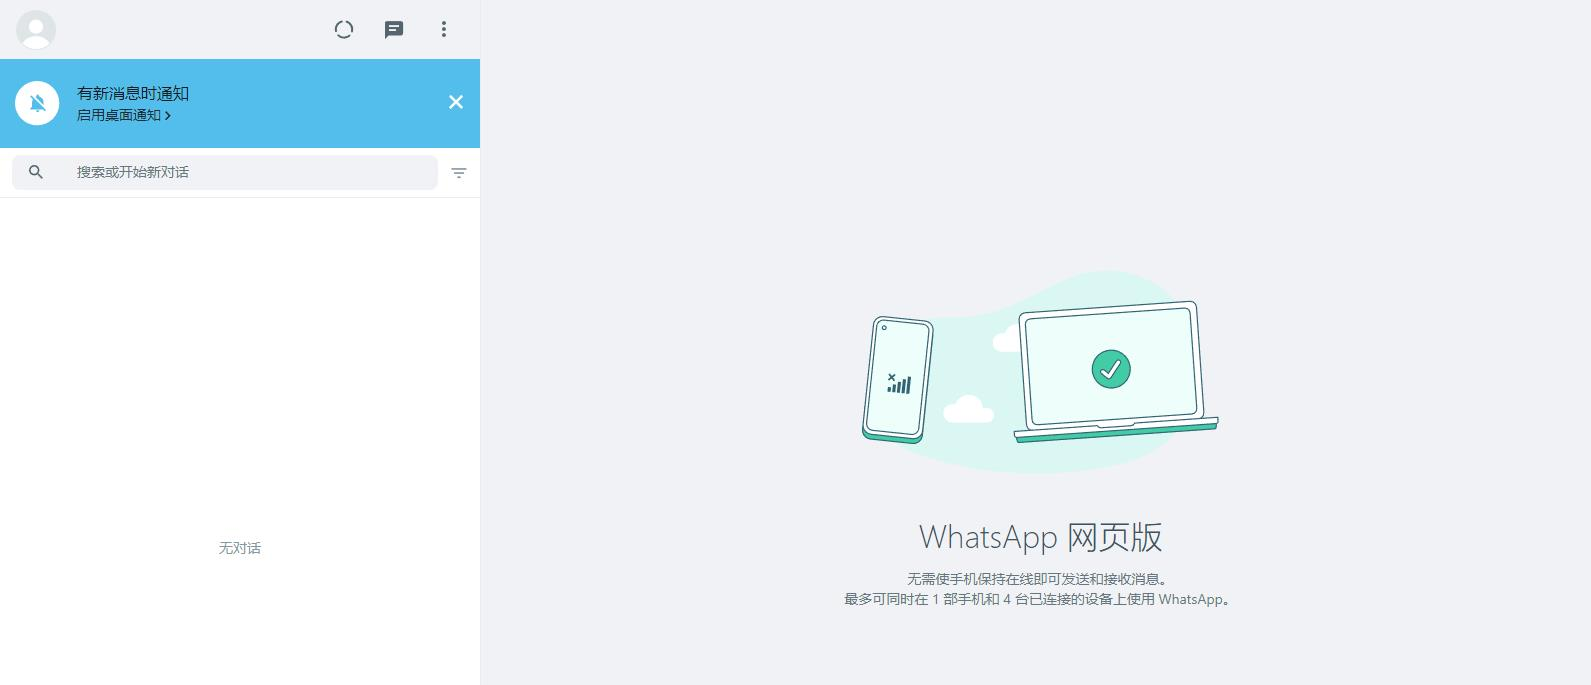 有新消息时通知
启用桌面通知
搜索或开始新对话
无对话
WhatsApp 网页版
无需使手机保持在线即可发送和接收消息。
最多可同时在 1 部手机和 4 台已连接的设备上使用 WhatsApp。